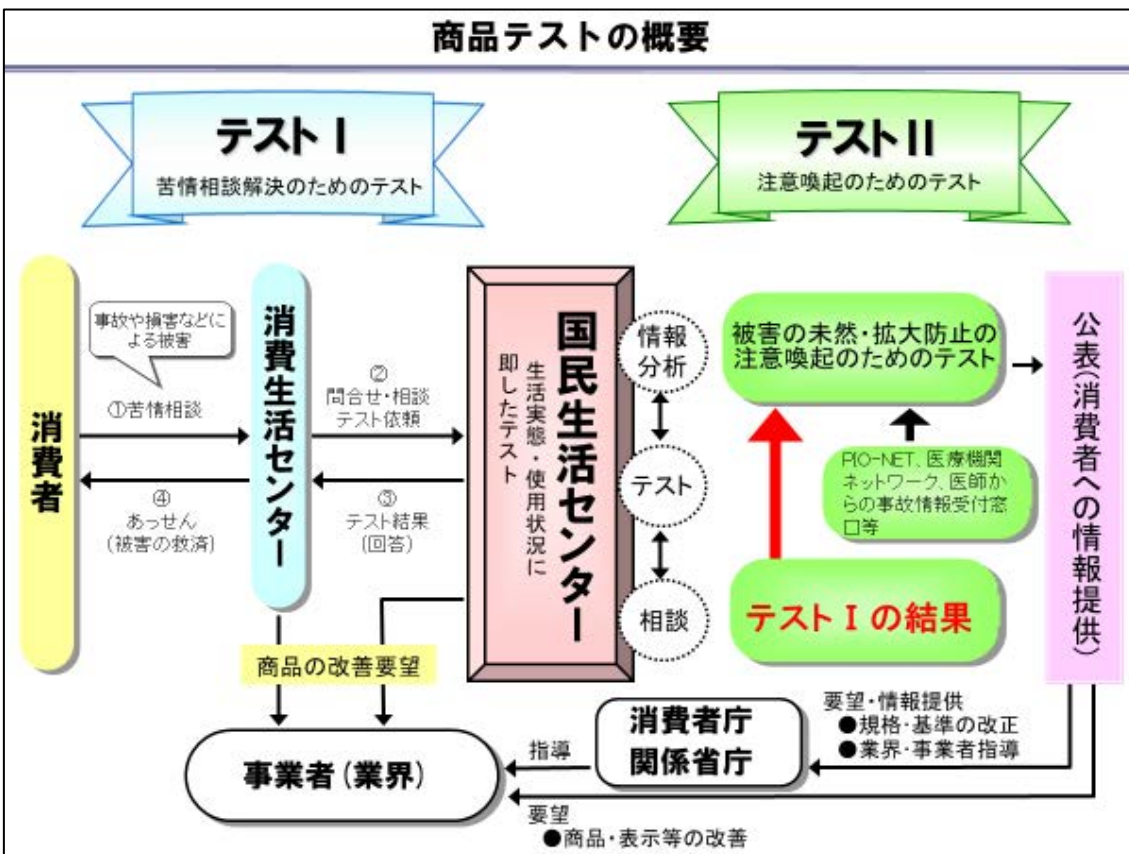 商品テストの概要
テストⅠ
苦情相談解決のためのテスト
テストⅡ
注意喚起のためのテスト
消費者
事故や損害などに
よる被害
①苦情相談
④
あっせん
(被害の救済)
消費生活センター
②
問合せ・相談
テスト依頼
③
テスト結果
(回答)
国民生活センター
生活実態・使用状況に
即したテスト
情報
分析
テスト
相談
被害の未然・拡大防止の
注意喚起のためのテスト
PIO-NET、医療機関
ネットワーク、医師か
らの事故情報受付窓
口等
テストⅠの結果
公表(消費者への情報提供)
商品の改善要望
事業者(業界)
指導
消費者庁
関係省庁
要望・情報提供
●規格・基準の改正
●業界・事業者指導
要望
●商品・表示等の改善